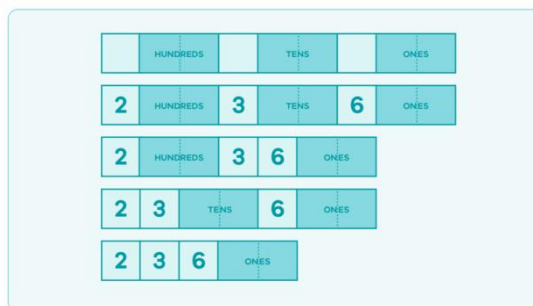 HUNDREDS TENS ONES
2 HUNDREDS 3 TENS 6 ONES
2 HUNDREDS 3 6 ONES
2 3 TENS 6 ONES
2 3 6 ONES